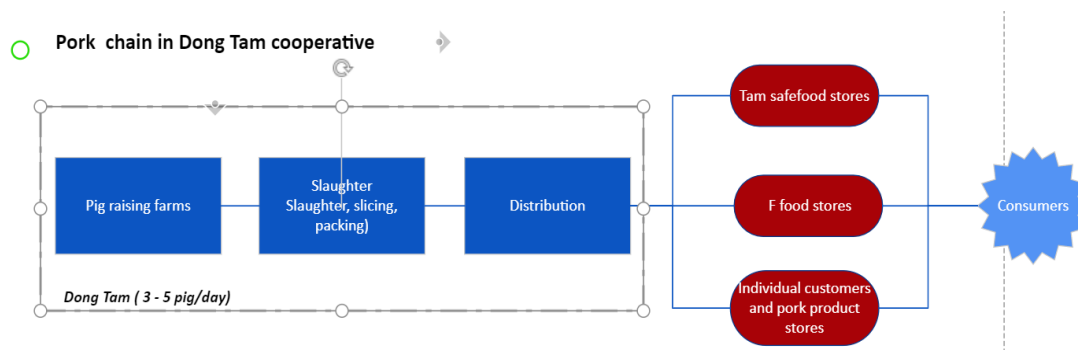 Pork chain in Dong Tam cooperative
Tam safefood stores
Pig raising farms
Slaughter
Slaughter, slicing,
packing)
Distribution
F food stores
Consumers
Individual customers
and pork product
stores
Dong Tam ( 3 - 5 pig/day)